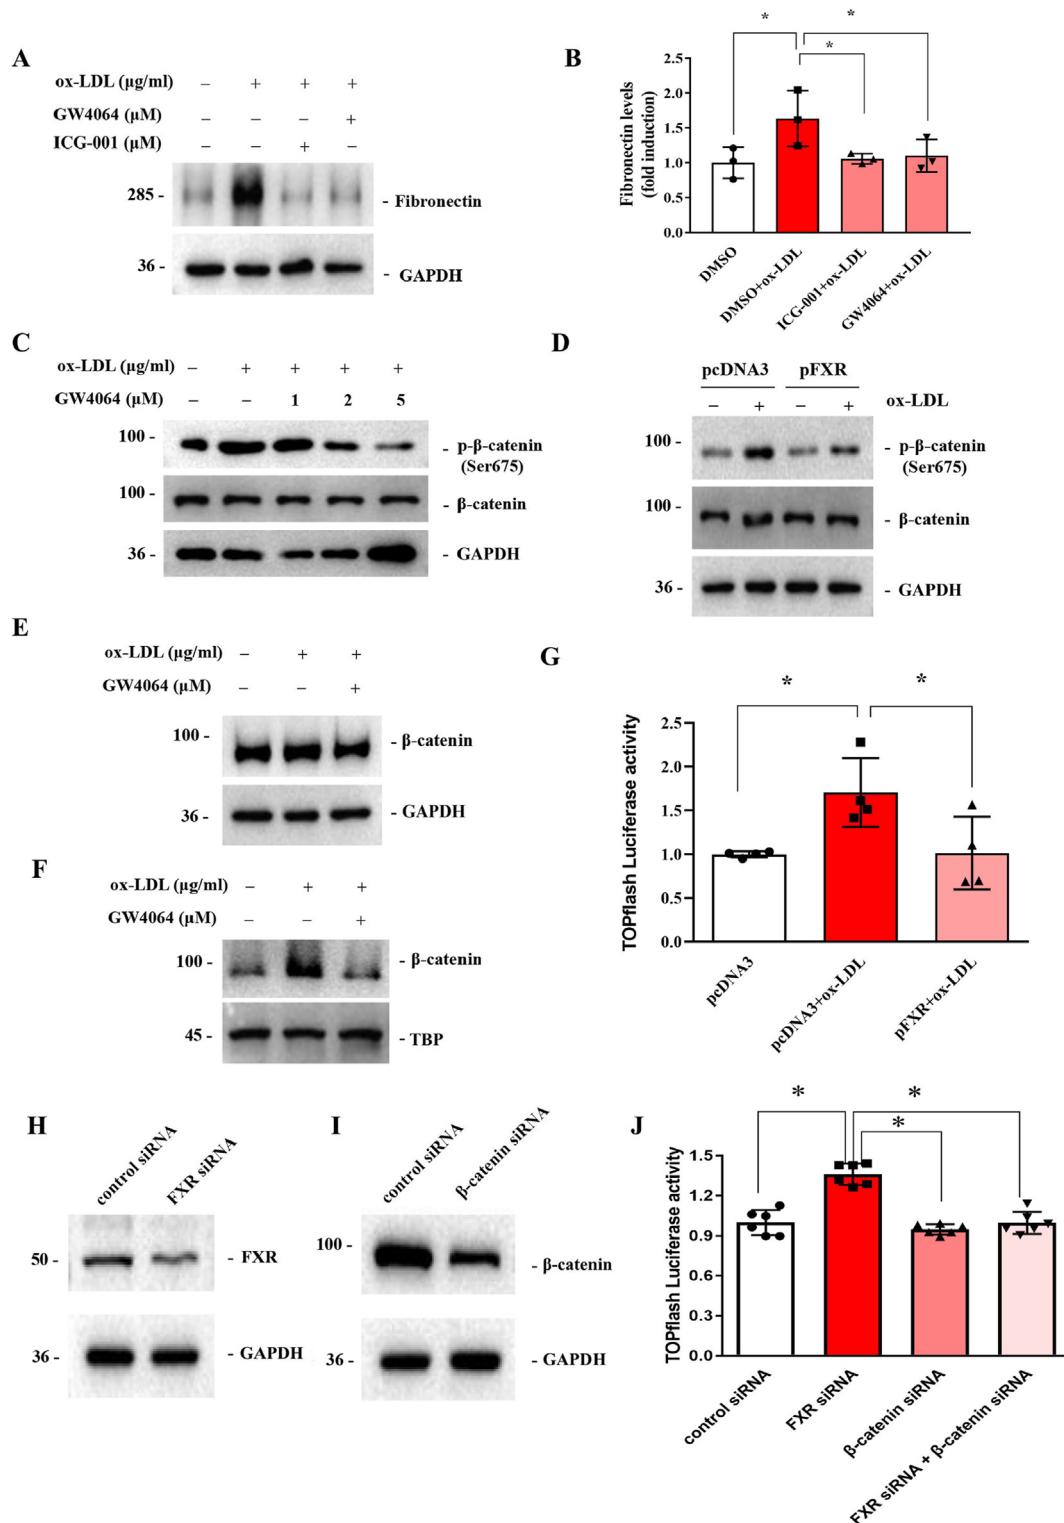 A
ox-LDL (μg/ml) – + + +
GW4064 (μM) – – – +
ICG-001 (μM) – – + –
285 -
- Fibronectin
36 -
- GAPDH
B
* * *
Fibronectin levels
(fold induction)
2.5
2.0
1.5
1.0
0.5
0.0
DMSO
DMSO+ox-LDL
ICG-001+ox-LDL
GW4064+ox-LDL
C
ox-LDL (μg/ml) – + + + +
GW4064 (μM) – – 1 2 5
100 -
- p-β-catenin
(Ser675)
100 -
- β-catenin
36 -
- GAPDH
D
pcDNA3 pFXR
– + – + ox-LDL
100 -
- p-β-catenin
(Ser675)
100 -
- β-catenin
36 -
- GAPDH
E
ox-LDL (μg/ml) – + +
GW4064 (μM) – – +
100 -
- β-catenin
36 -
- GAPDH
F
ox-LDL (μg/ml) – + +
GW4064 (μM) – – +
100 -
- β-catenin
45 -
- TBP
G
* *
TOPflash Luciferase activity
2.5
2.0
1.5
1.0
0.5
0.0
pcDNA3
pcDNA3+ox-LDL
pFXR+ox-LDL
H
control siRNA
FXR siRNA
50 -
- FXR
36 -
- GAPDH
I
control siRNA
β-catenin siRNA
100 -
- β-catenin
36 -
- GAPDH
J
* * *
TOPflash Luciferase activity
1.5
1.2
0.9
0.6
0.3
0.0
control siRNA
FXR siRNA
β-catenin siRNA
FXR siRNA + β-catenin siRNA